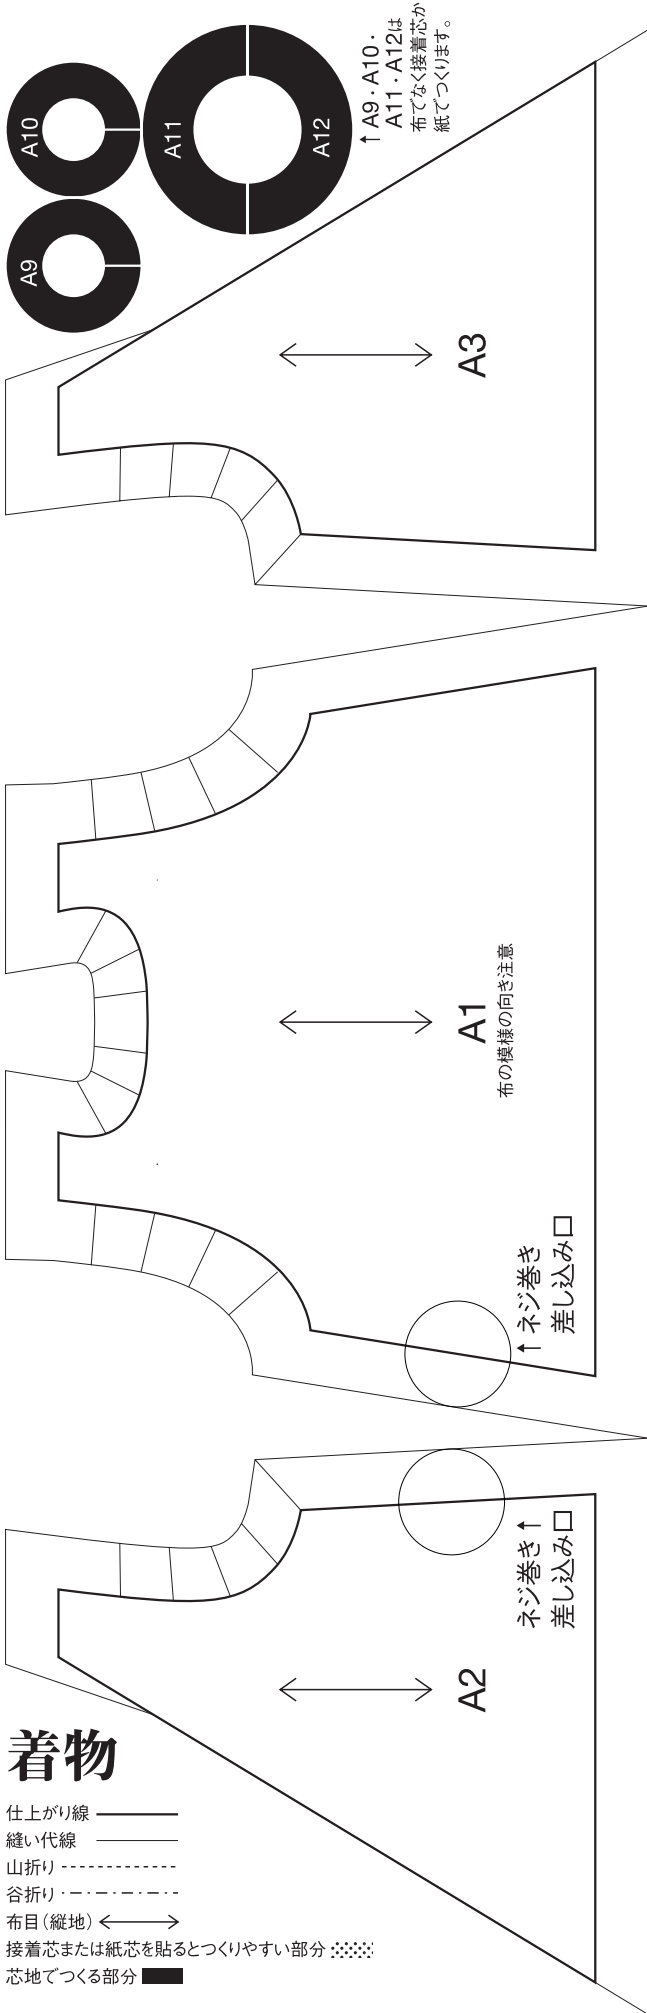 A10
A9
A11
A12
↑A9・A10・
A11・A12は
布でなく接着芯か
紙でつくります。
A3
A1
布の模様の向き注意
↑ネジ巻き
差し込み口
ネジ巻き↑
差し込み口
A2
着物
仕上がり線
縫い代線
山折り
谷折り
布目(縦地)
接着芯または紙芯を貼るとつくりやすい部分
芯地でつくる部分